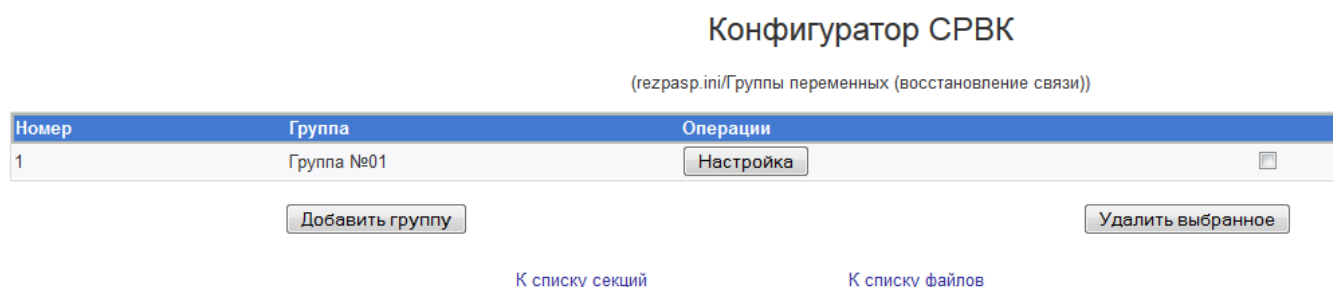 Конфигуратор СРВК
(rezpasp.ini/Группы переменных (восстановление связи))
Номер Группа Операции
1 Группа №01 Настройка
Добавить группу Удалить выбранное
К списку секций К списку файлов